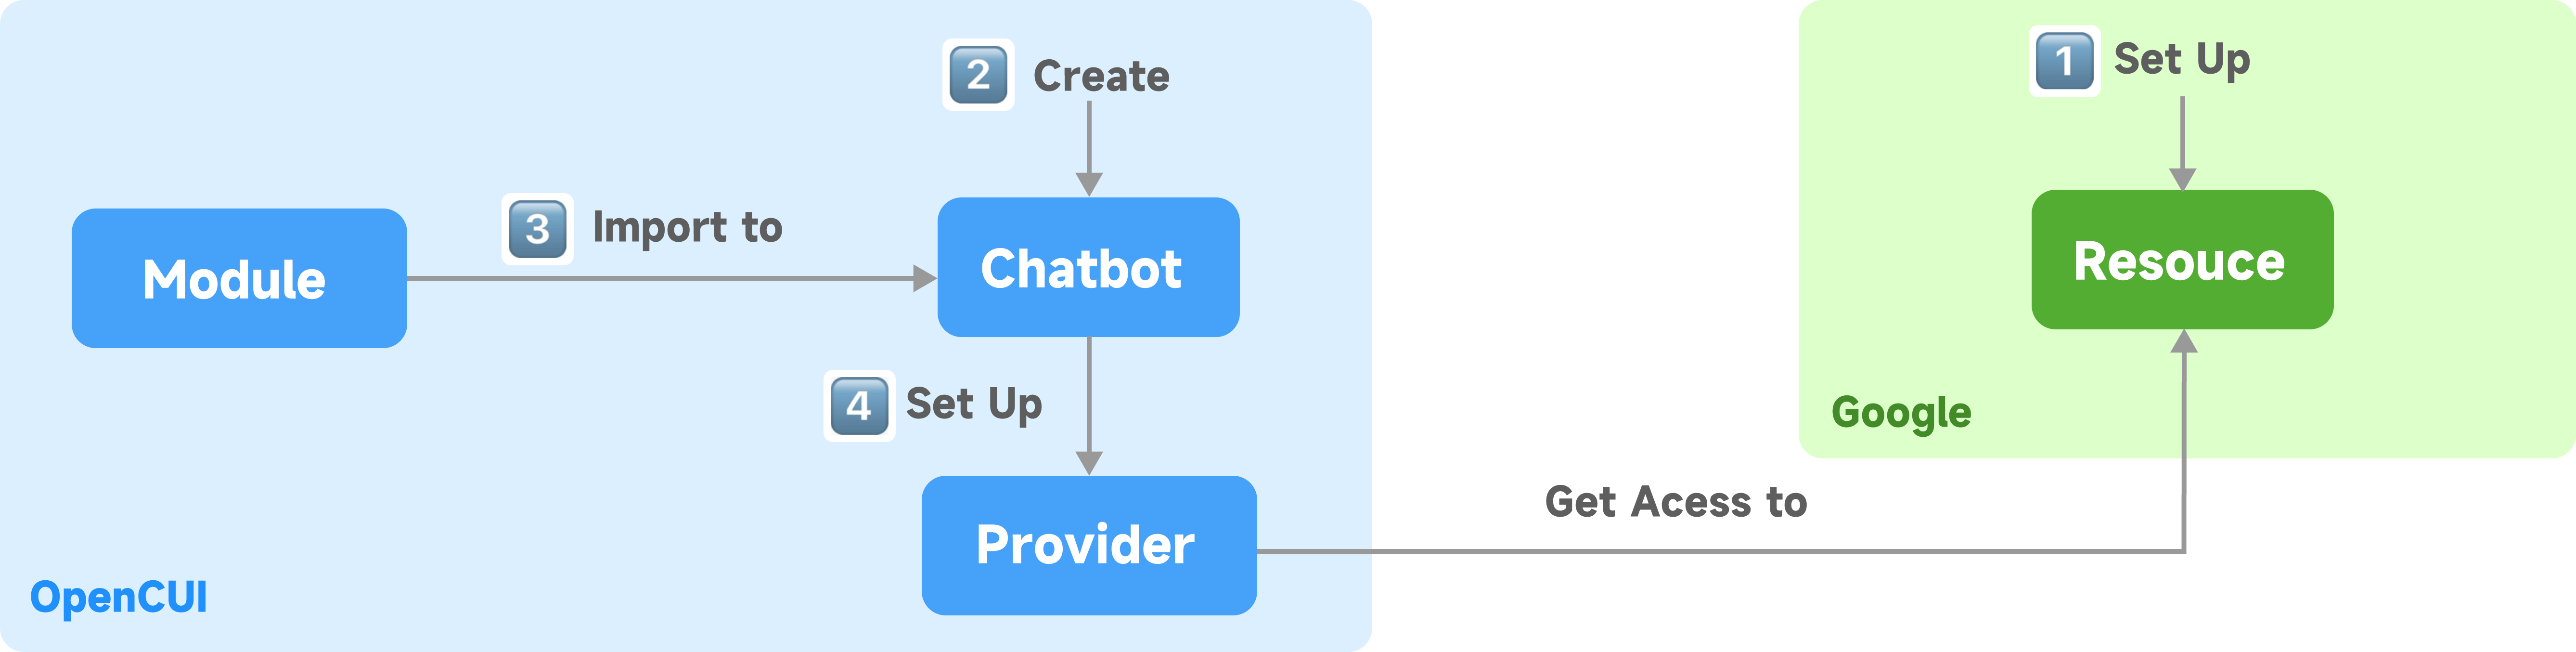 2 Create
1 Set Up
3 Import to
Module
Chatbot
Resouce
4 Set Up
Google
Get Acess to
Provider
OpenCUI